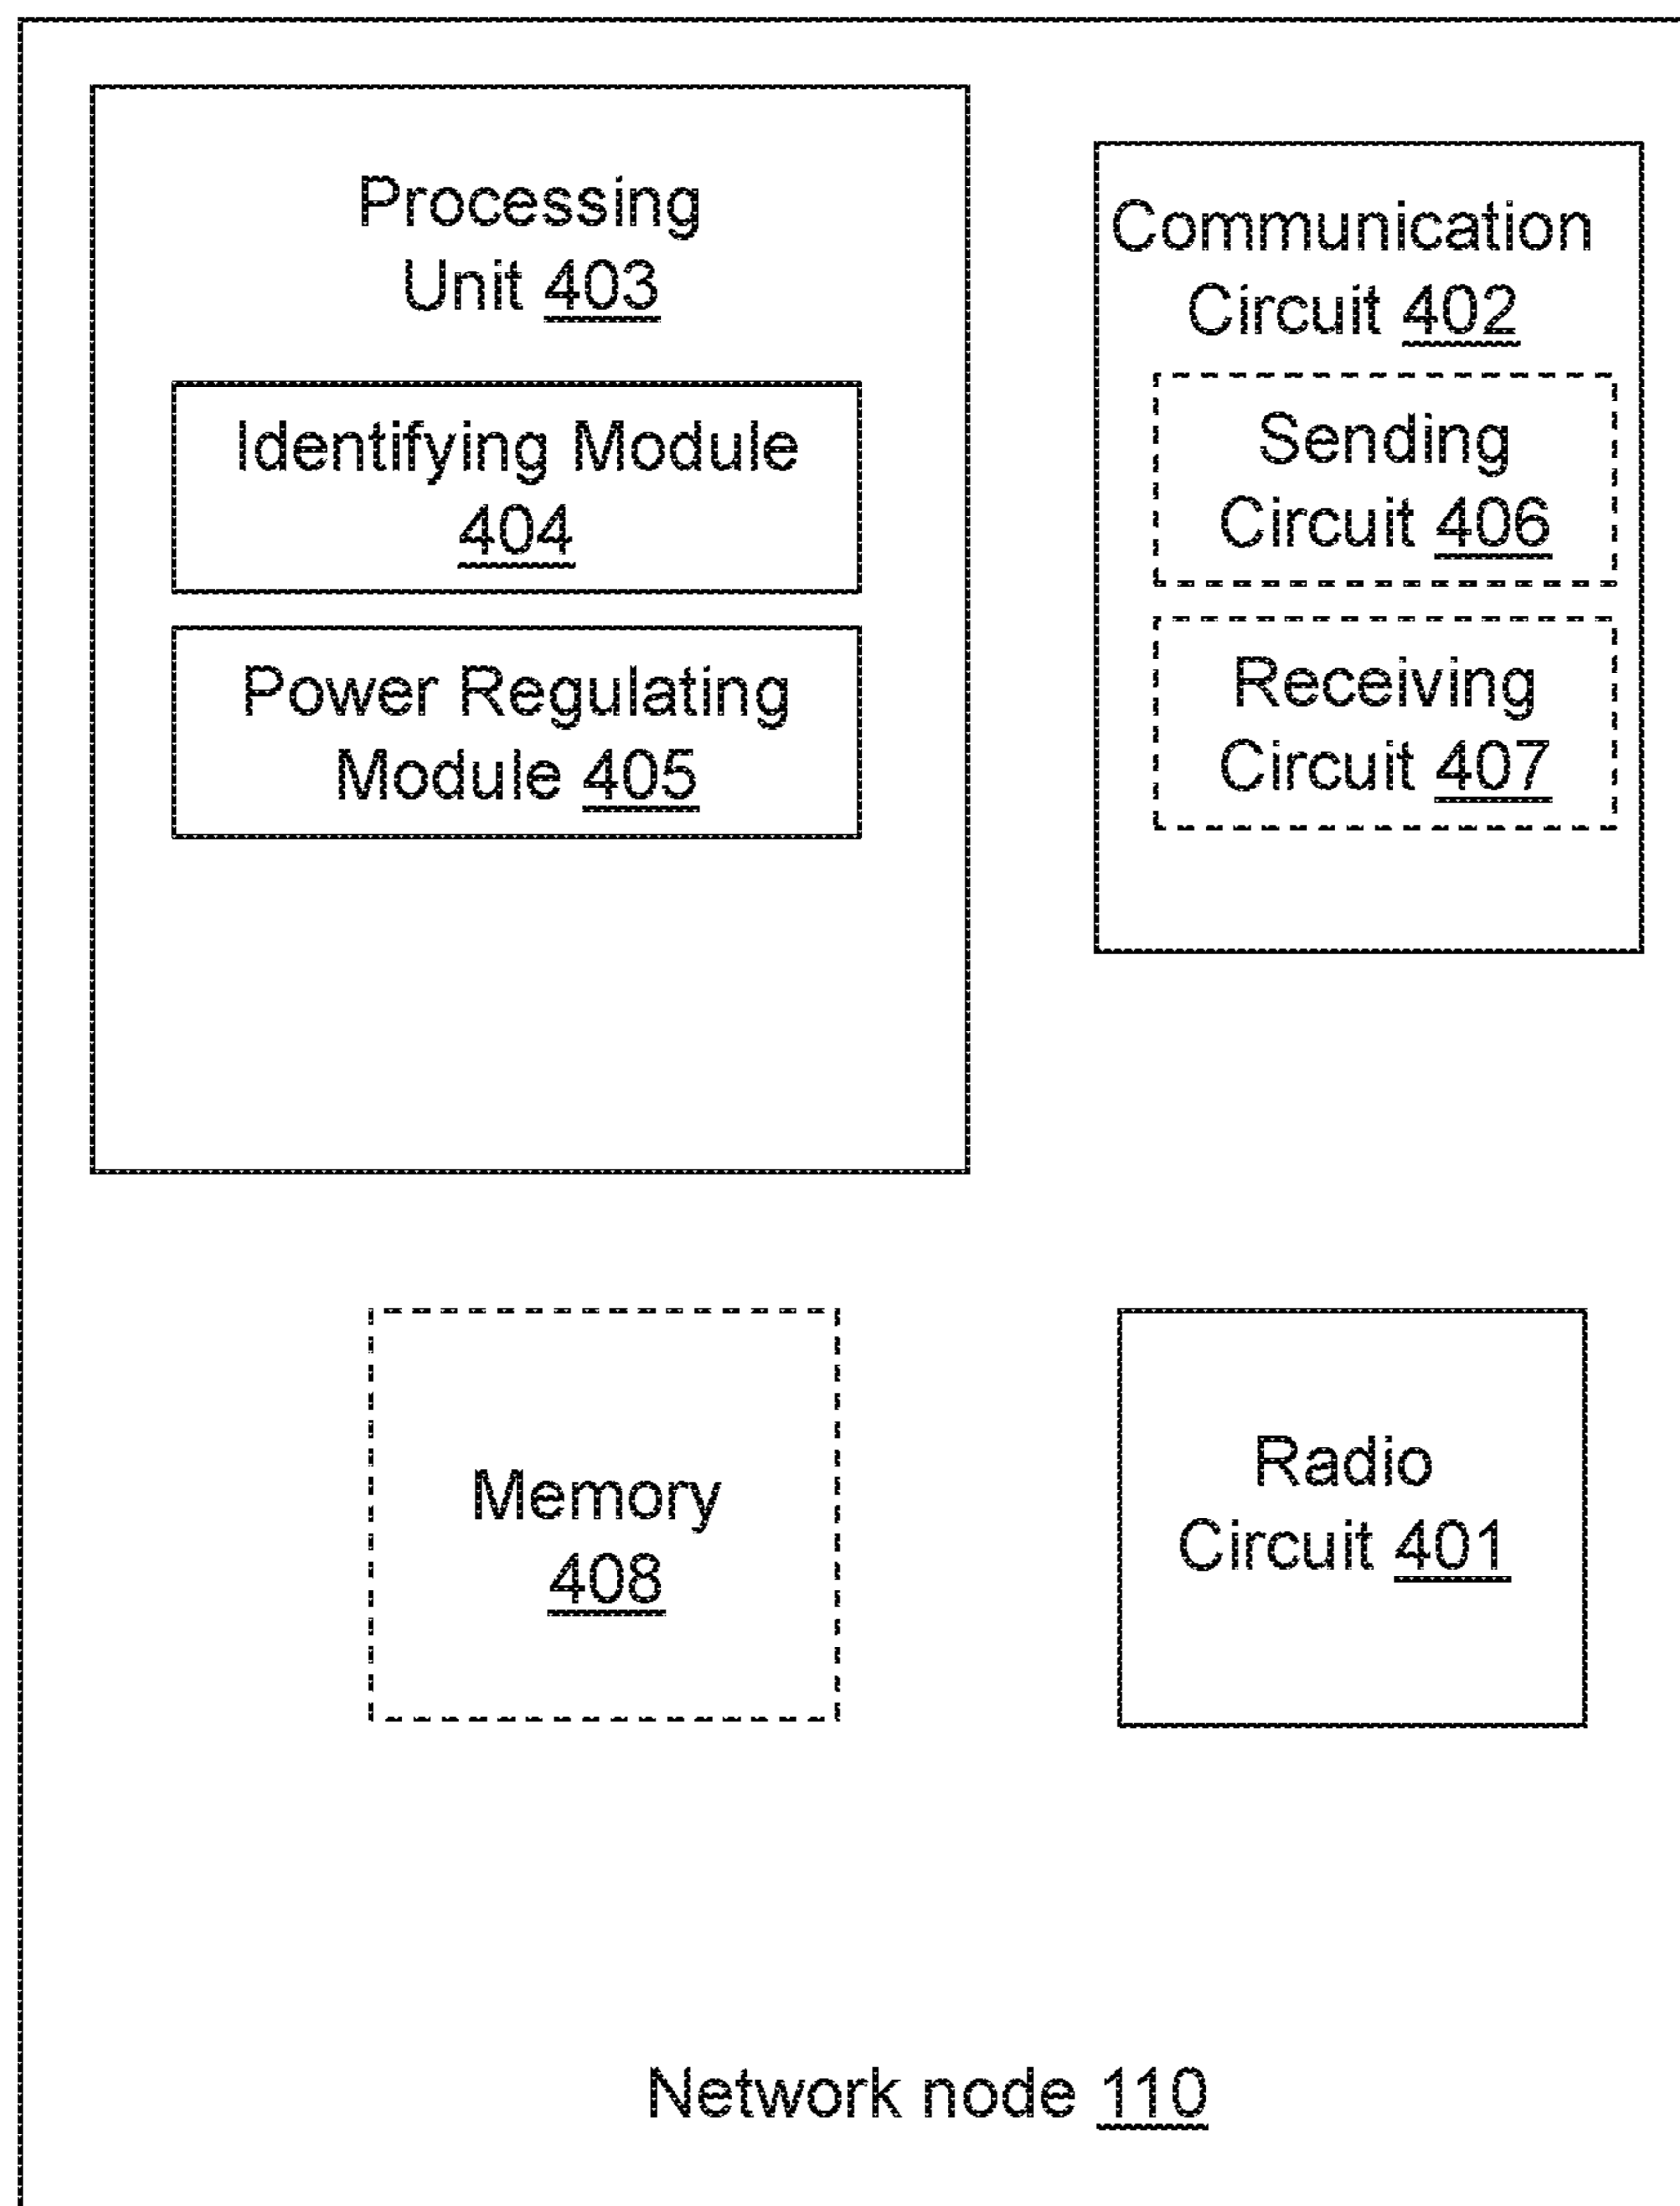 Processing
Unit 403
Identifying Module
404
Power Regulating
Module 405
Communication
Circuit 402
Sending
Circuit 406
Receiving
Circuit 407
Memory
408
Radio
Circuit 401
Network node 110